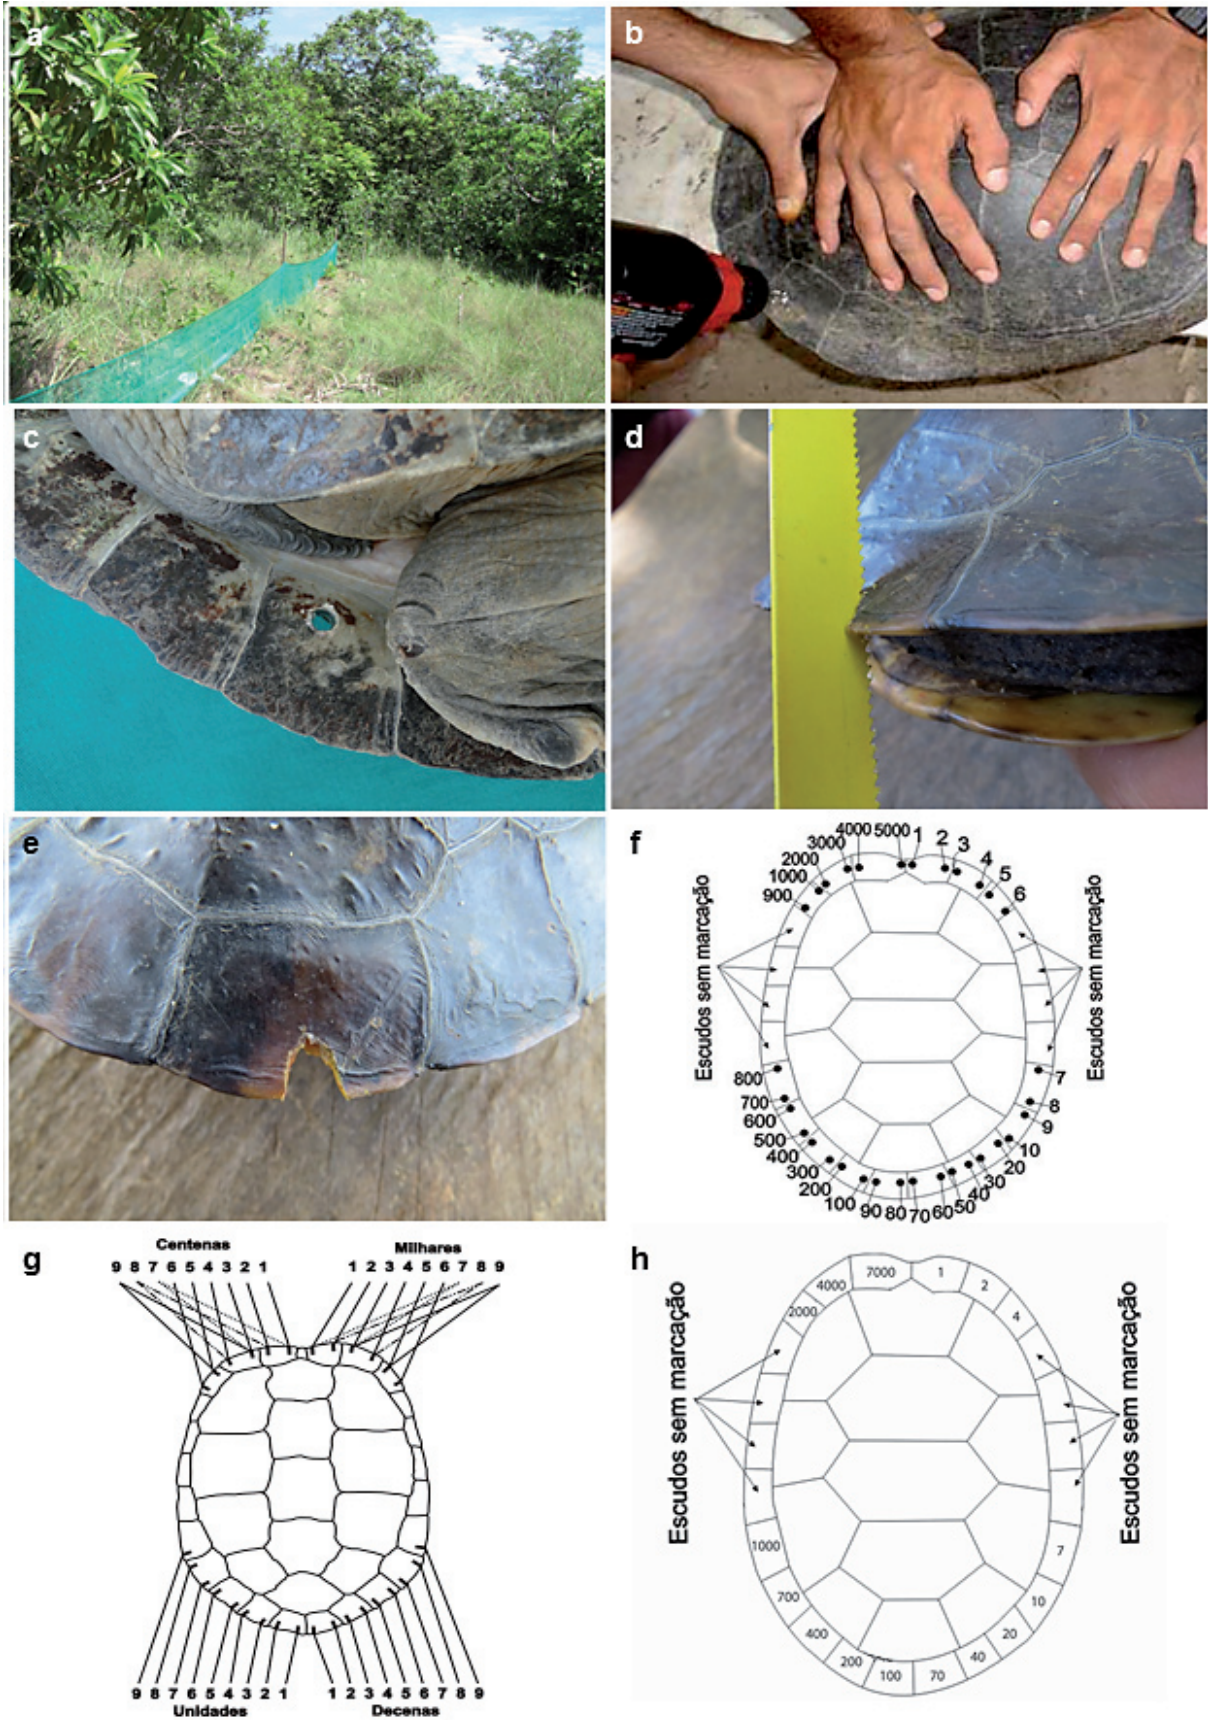 a
b
c
d
e
f
4000 5000 1
3000 2 3
2000 4
1000 5
900 6
Escudos sem marcação
Escudos sem marcação
800 7
700 8
600 9
500 10
400 20
300 30
200 40
100 50
90 80 70 60
g
Centenas Milhares
9 8 7 6 5 4 3 2 1 1 2 3 4 5 6 7 8 9
9 8 7 6 5 4 3 2 1 1 2 3 4 5 6 7 8 9
Unidades Decenas
h
7000 1
4000 2
2000 4
Escudos sem marcação
Escudos sem marcação
1000 7
700 10
400 20
200 40
100 70